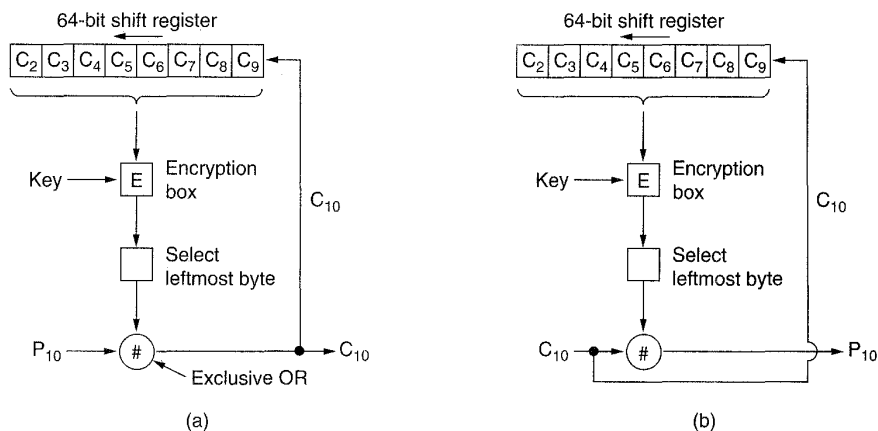 64-bit shift register
C₂ C₃ C₄ C₅ C₆ C₇ C₈ C₉
Key
E
Encryption
box
C₁₀
Select
leftmost byte
P₁₀
#
C₁₀
Exclusive OR
(a)
64-bit shift register
C₂ C₃ C₄ C₅ C₆ C₇ C₈ C₉
Key
E
Encryption
box
C₁₀
Select
leftmost byte
C₁₀
#
P₁₀
(b)